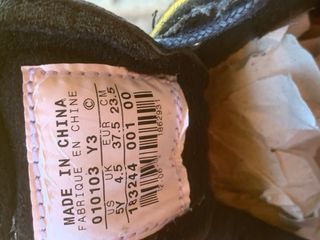 MADE IN CHINA
FABRIQUE EN CHINE
010103 Y3 ©
US UK EUR CM
5Y 4.5 37.5 23.5
183244 001 00